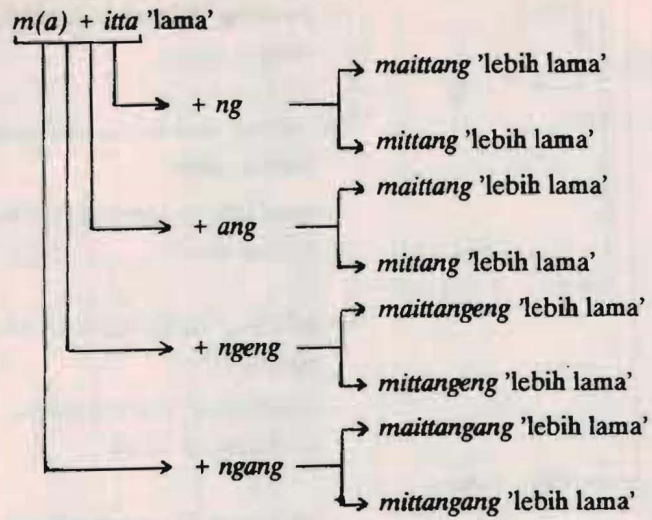 m(a) + itta 'lama'
maittang 'lebih lama'
+ ng
mittang 'lebih lama'
maittang 'lebih lama'
+ ang
mittang 'lebih lama'
maittangeng 'lebih lama'
+ ngeng
mittangeng 'lebih lama'
maittangang 'lebih lama'
+ ngang
mittangang 'lebih lama'